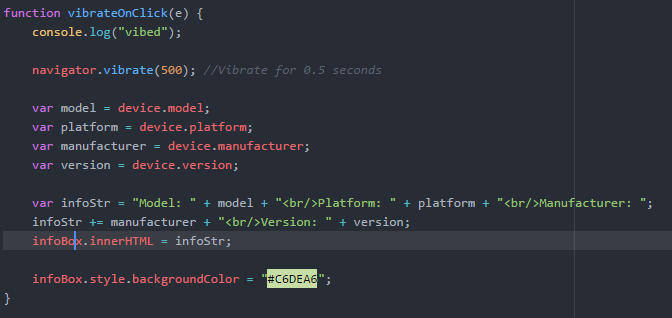 function vibrateOnClick(e) {
console.log("vibed");
navigator.vibrate(500); //Vibrate for 0.5 seconds
var model = device.model;
var platform = device.platform;
var manufacturer = device.manufacturer;
var version = device.version;
var infoStr = "Model: " + model + "<br/>Platform: " + platform + "<br/>Manufacturer: ";
infoStr += manufacturer + "<br/>Version: " + version;
infoBox.innerHTML = infoStr;
infoBox.style.backgroundColor = "#C6DEA6";
}